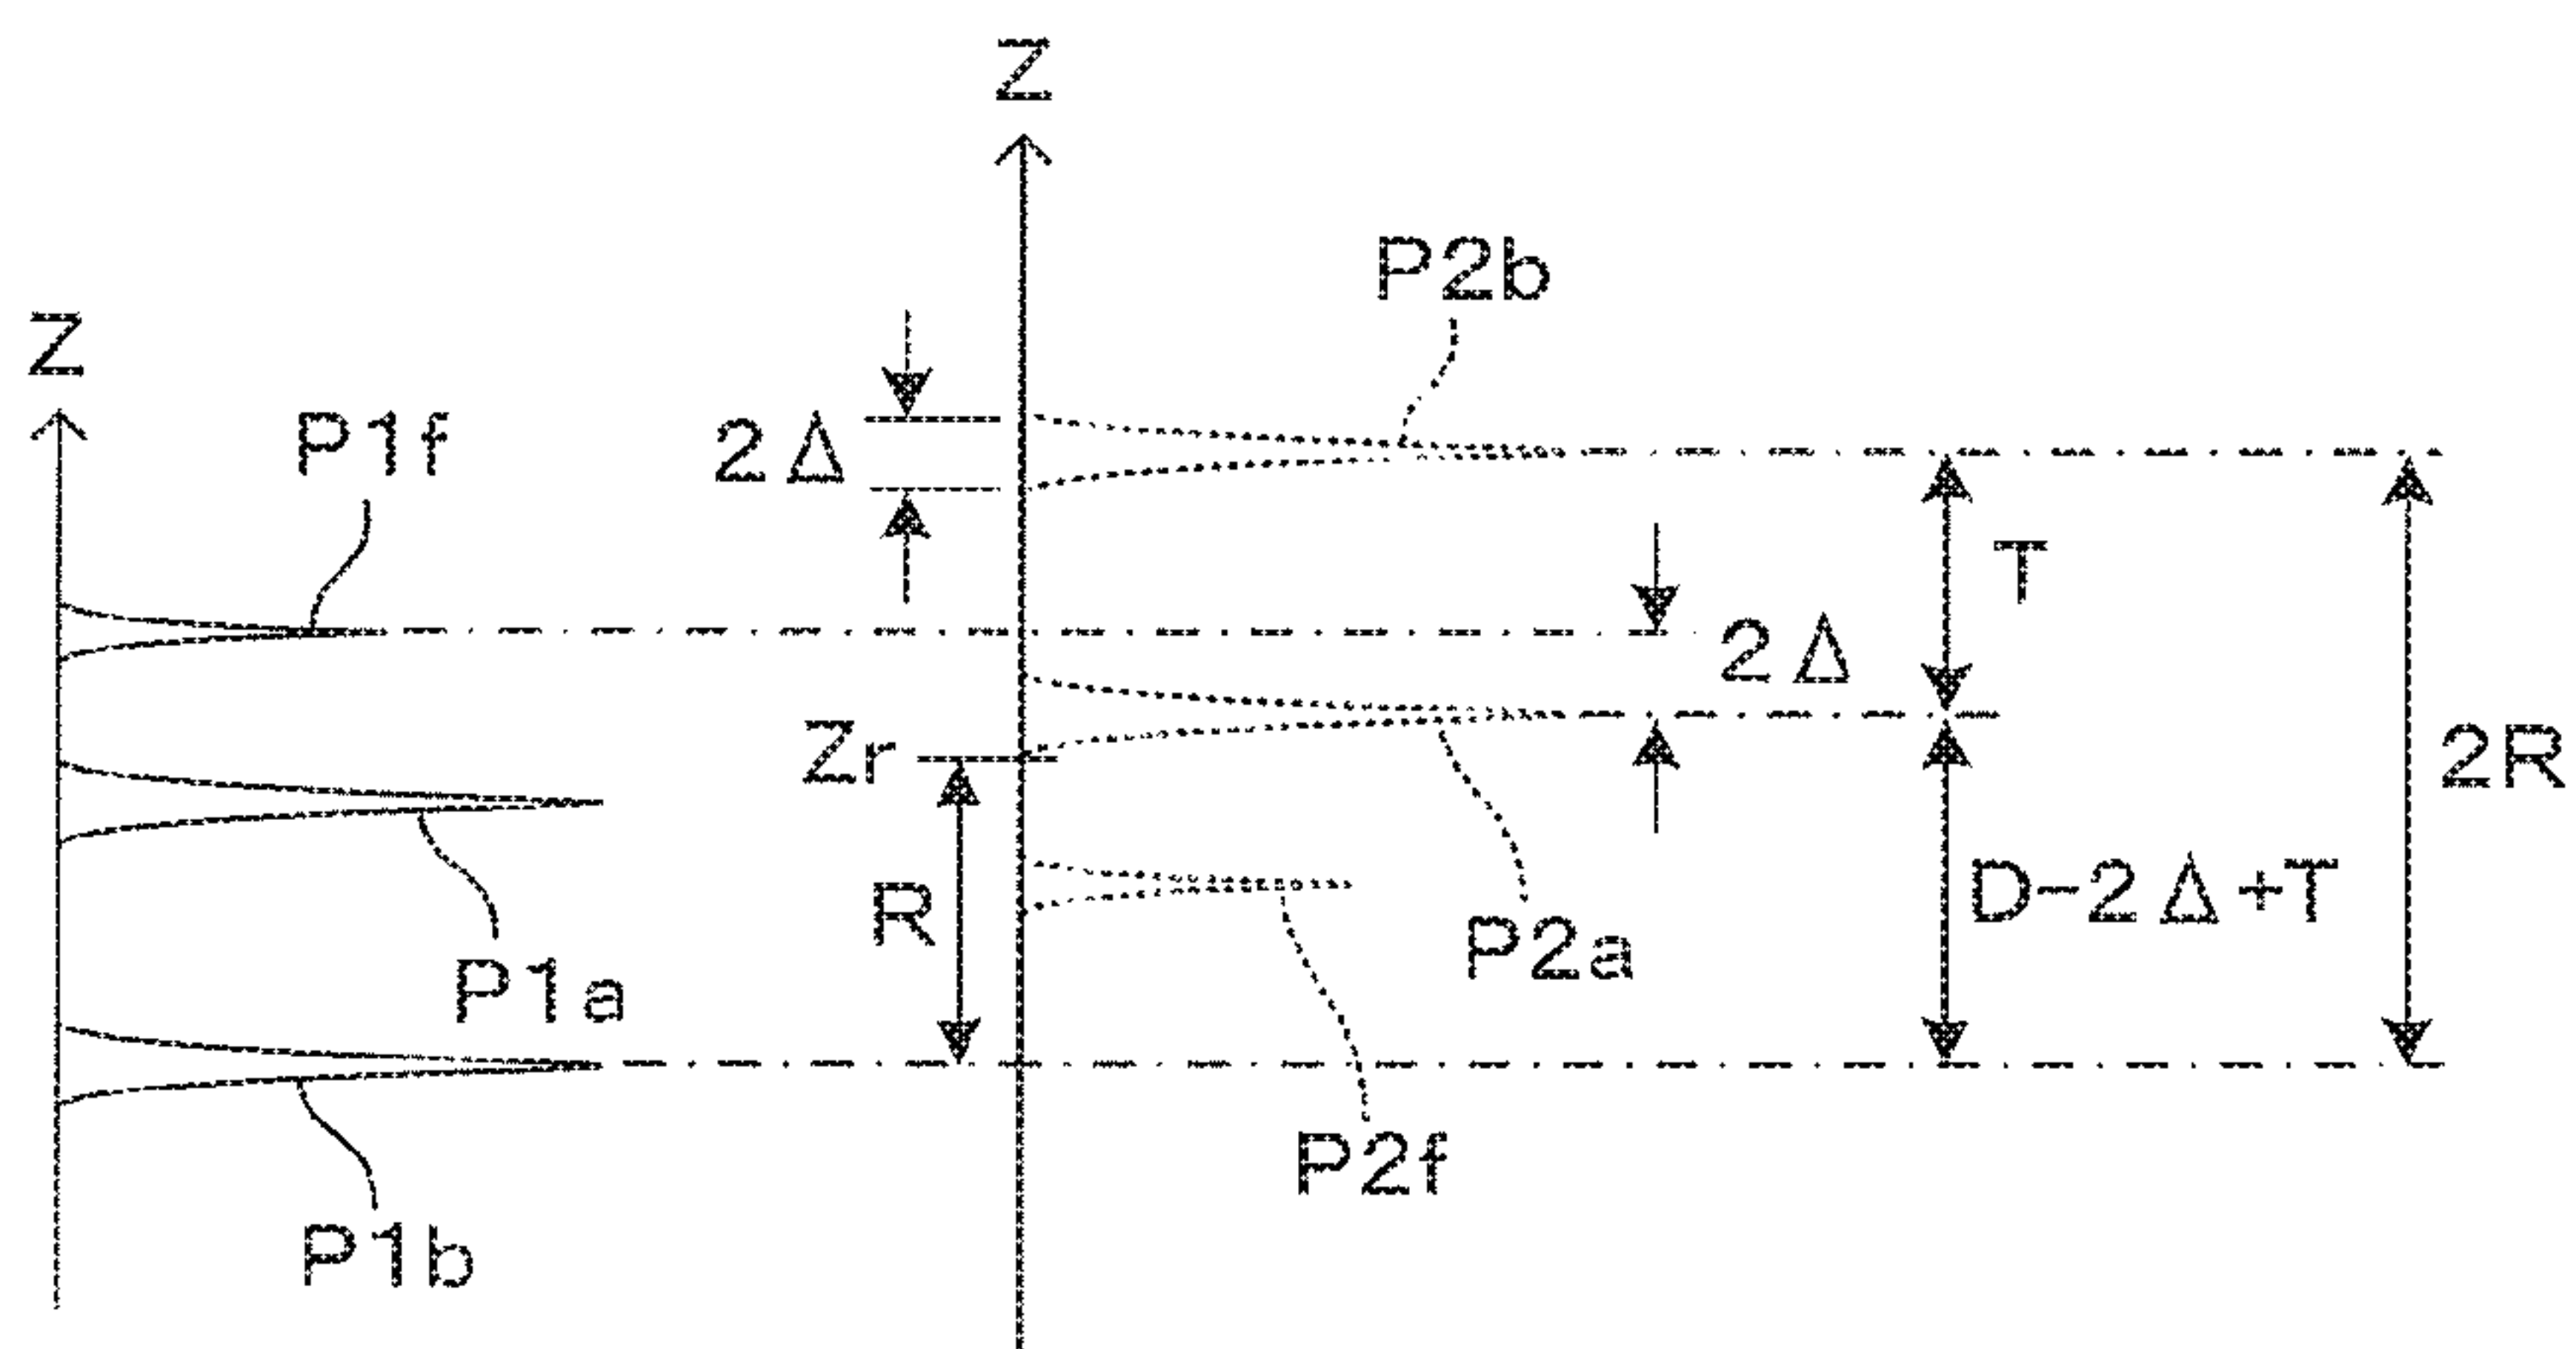 Z
P2b
Z
P1f
2Δ
T
2Δ
Zr
2R
R
D-2Δ+T
P2a
P1a
P2f
P1b